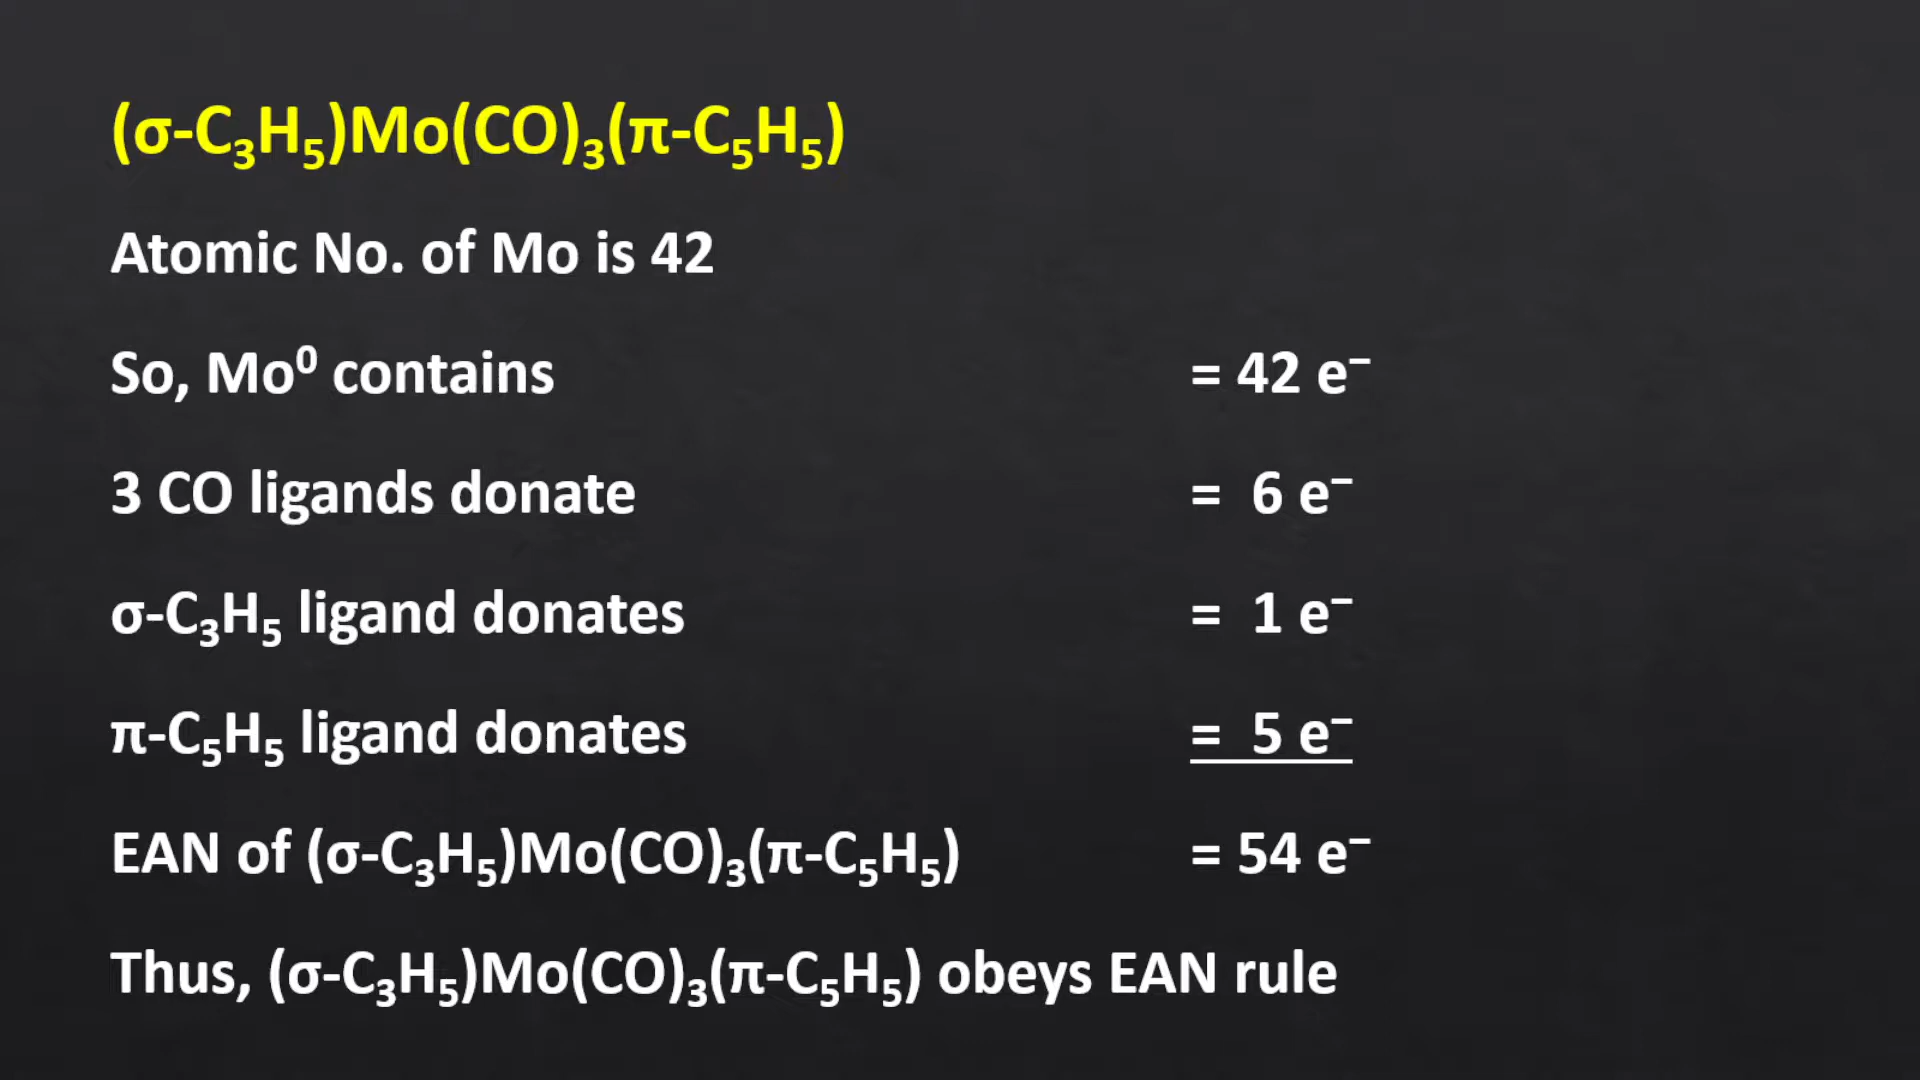 (σ-C₃H₅)Mo(CO)₃(π-C₅H₅)
Atomic No. of Mo is 42
So, Mo⁰ contains = 42 e⁻
3 CO ligands donate = 6 e⁻
σ-C₃H₅ ligand donates = 1 e⁻
π-C₅H₅ ligand donates = 5 e⁻
EAN of (σ-C₃H₅)Mo(CO)₃(π-C₅H₅) = 54 e⁻
Thus, (σ-C₃H₅)Mo(CO)₃(π-C₅H₅) obeys EAN rule